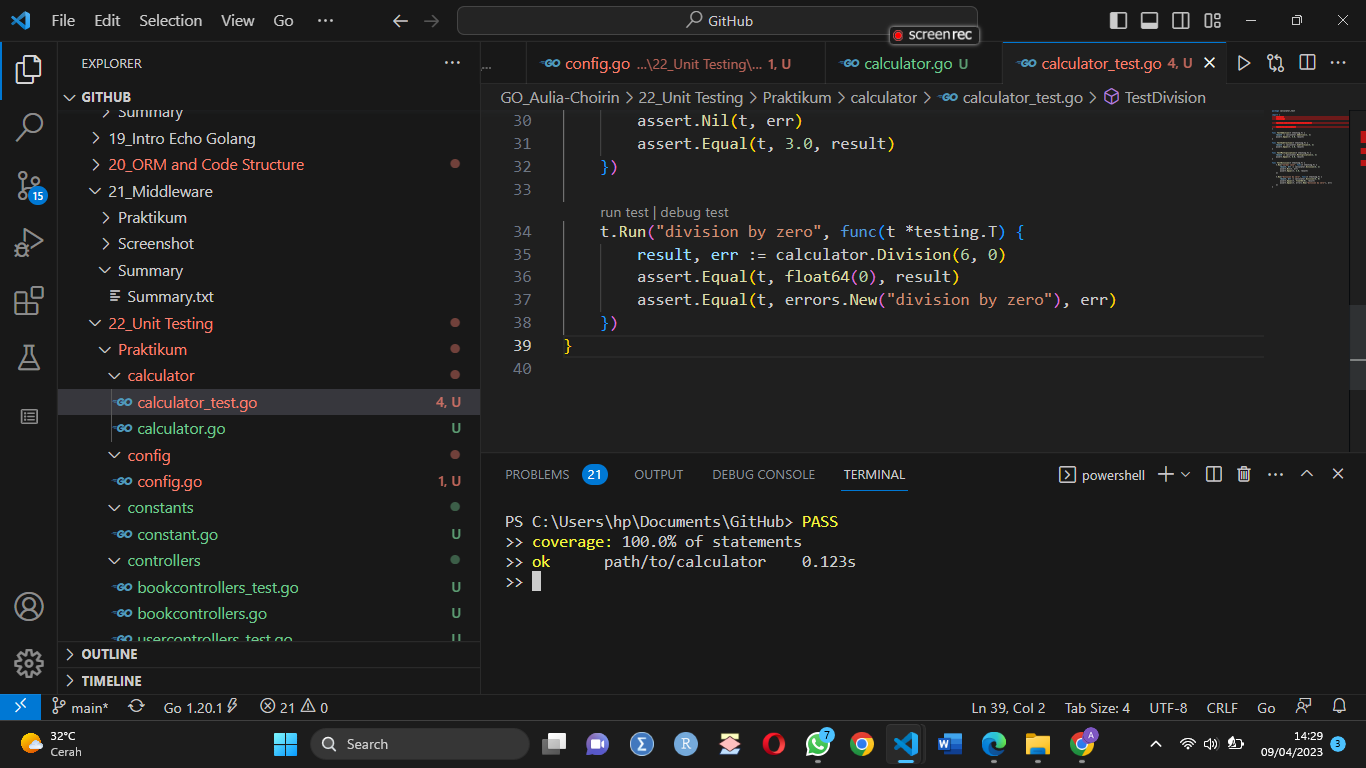 File Edit Selection View Go ··· GitHub
screenrec
EXPLORER ···
GITHUB
Summary
19_Intro Echo Golang
20_ORM and Code Structure
21_Middleware
Praktikum
Screenshot
Summary
Summary.txt
22_Unit Testing
Praktikum
calculator
calculator_test.go 4, U
calculator.go U
config
config.go 1, U
constants
constant.go U
controllers
bookcontrollers_test.go U
bookcontrollers.go U
usercontrollers_test.go U
OUTLINE
TIMELINE
15
... config.go ...\22_Unit Testing\... 1, U calculator.go U calculator_test.go 4, U
GO_Aulia-Choirin > 22_Unit Testing > Praktikum > calculator > calculator_test.go > TestDivision
30 assert.Nil(t, err)
31 assert.Equal(t, 3.0, result)
32 })
33
run test | debug test
34 t.Run("division by zero", func(t *testing.T) {
35 result, err := calculator.Division(6, 0)
36 assert.Equal(t, float64(0), result)
37 assert.Equal(t, errors.New("division by zero"), err)
38 })
39 }
40
PROBLEMS 21 OUTPUT DEBUG CONSOLE TERMINAL powershell
PS C:\Users\hp\Documents\GitHub> PASS
>> coverage: 100.0% of statements
>> ok path/to/calculator 0.123s
>>
main* Go 1.20.1 21 0 Ln 39, Col 2 Tab Size: 4 UTF-8 CRLF Go
32°C
Cerah
Search
7
A
14:29
09/04/2023
3